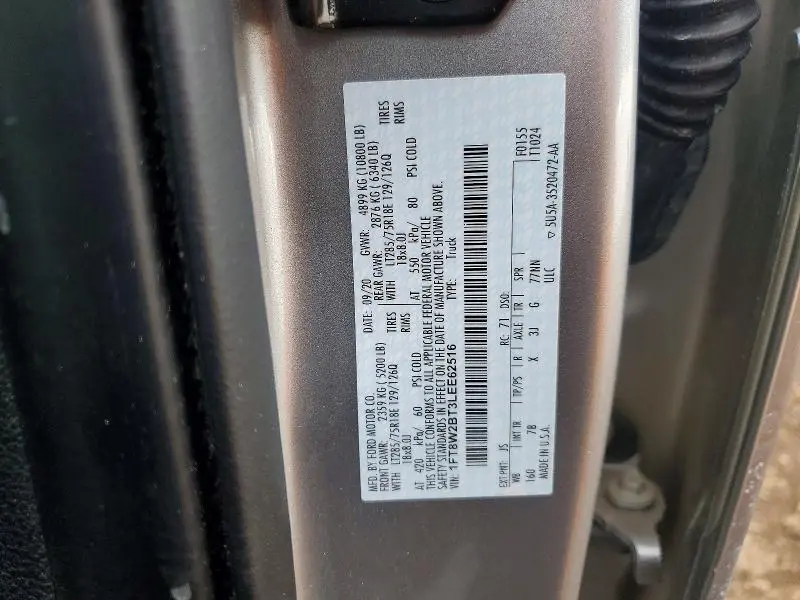 MFD. BY FORD MOTOR CO.
DATE: 09/20 GVWR: 4899 KG (10800 LB)
FRONT GAWR: 2359 KG (5200 LB) REAR GAWR: 2876 KG (6340 LB)
WITH LT285/75R18E 129/126Q TIRES WITH LT285/75R18E 129/126Q TIRES
18x8.0J RIMS 18x8.0J RIMS
AT 420 kPa/ 60 PSI COLD AT 550 kPa/ 80 PSI COLD
THIS VEHICLE CONFORMS TO ALL APPLICABLE FEDERAL MOTOR VEHICLE
SAFETY STANDARDS IN EFFECT ON THE DATE OF MANUFACTURE SHOWN ABOVE.
VIN: 1FT8W2BT3LEE62516 TYPE: Truck
F0155
T1024
EXT PNT: JS RC: 71 DSO:
WB INT TR TP/PS R AXLE TR SPR
160 78 X 3J G 77NN
MADE IN U.S.A. ULC
▽ 5U5A-3520472-AA